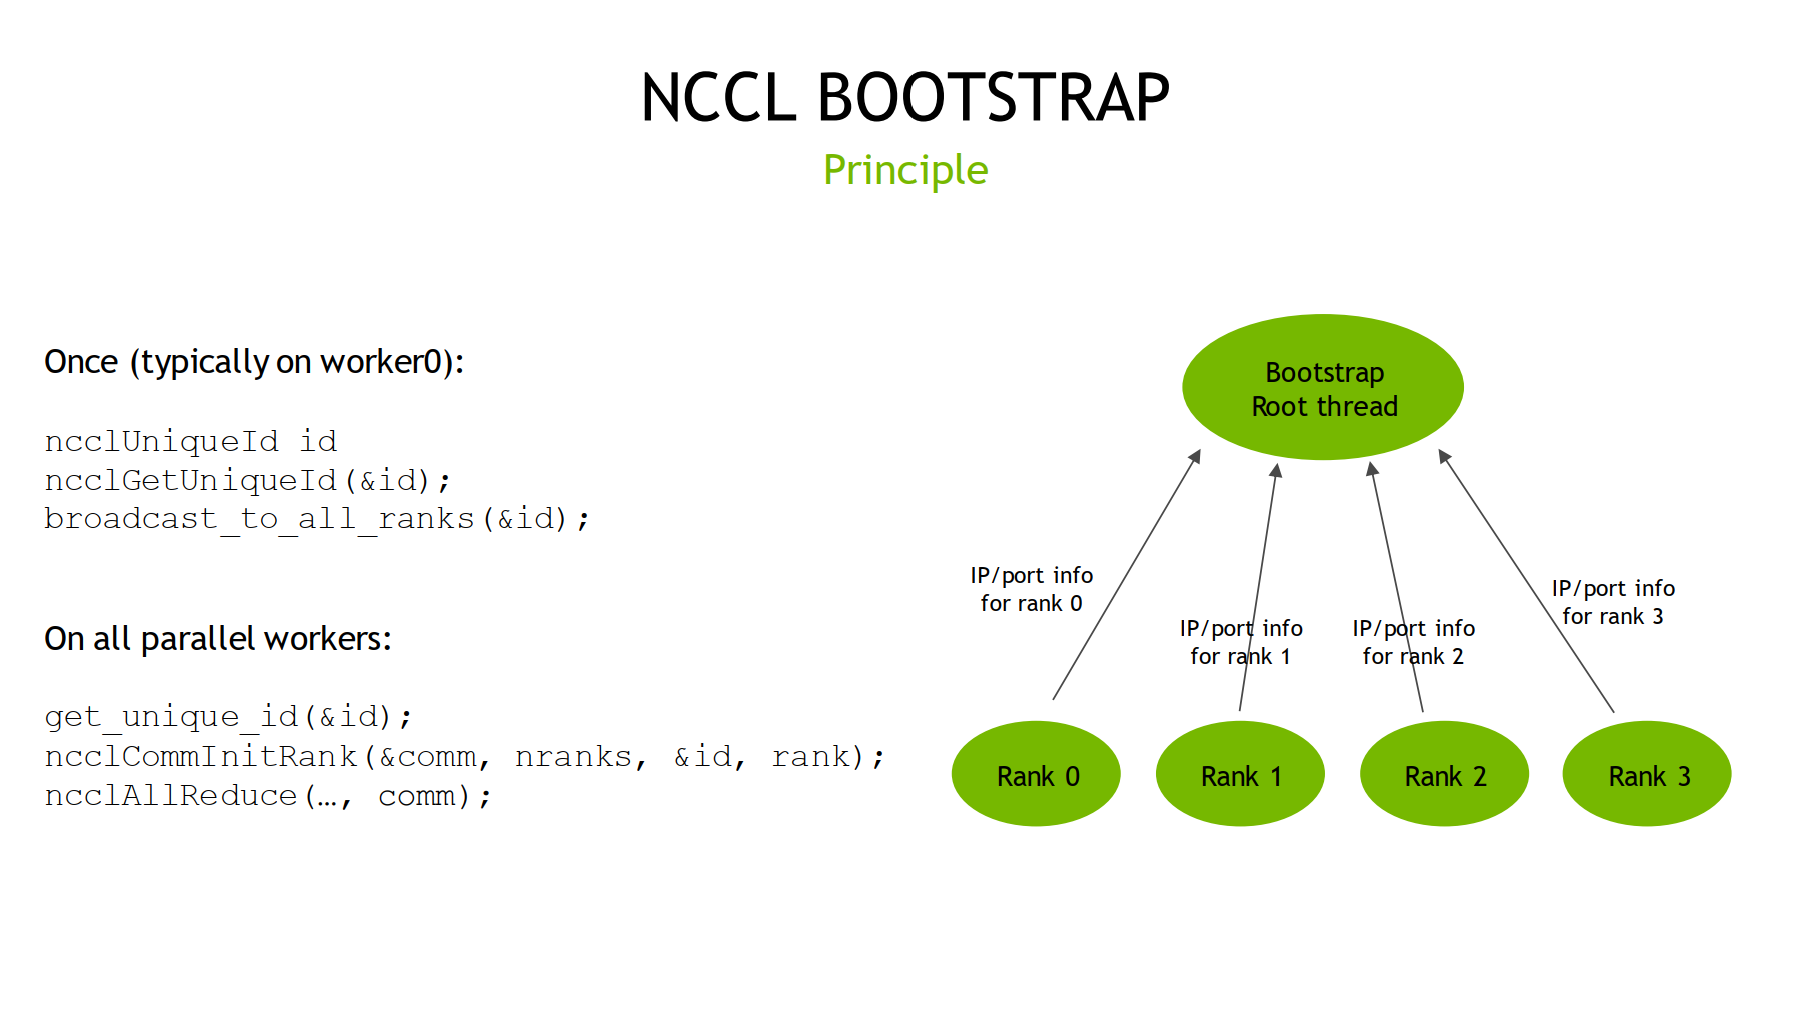 NCCL BOOTSTRAP
Principle
Once (typically on worker0):
ncclUniqueId id
ncclGetUniqueId(&id);
broadcast_to_all_ranks(&id);
On all parallel workers:
get_unique_id(&id);
ncclCommInitRank(&comm, nranks, &id, rank);
ncclAllReduce(…, comm);
Bootstrap
Root thread
IP/port info
for rank 0
IP/port info
for rank 1
IP/port info
for rank 2
IP/port info
for rank 3
Rank 0
Rank 1
Rank 2
Rank 3